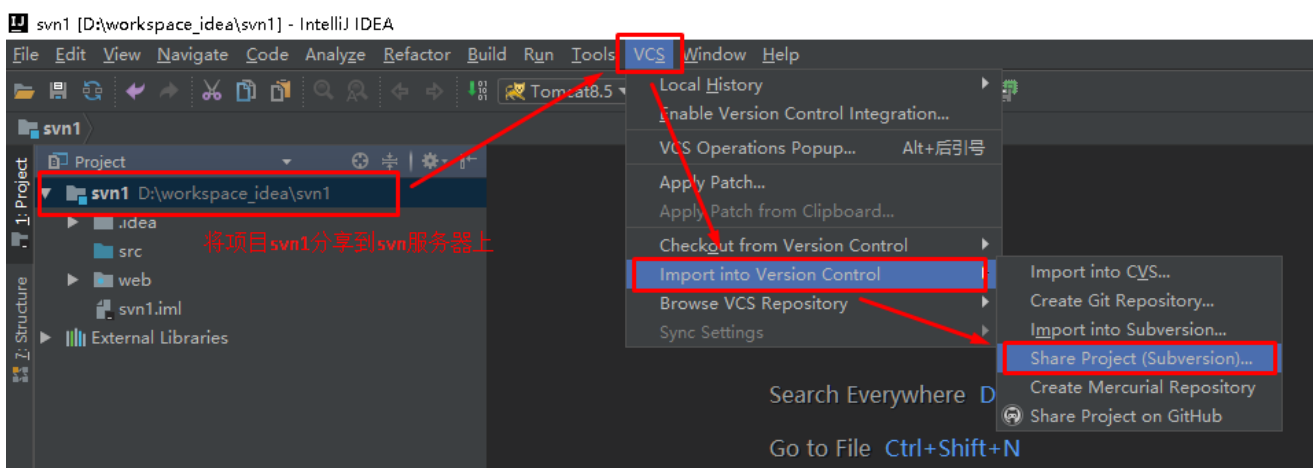 svn1 [D:\workspace_idea\svn1] - IntelliJ IDEA
File Edit View Navigate Code Analyze Refactor Build Run Tools VCS Window Help
Tomcat8.5
svn1
Project
svn1 D:\workspace_idea\svn1
.idea
src
web
svn1.iml
External Libraries
将项目svn1分享到svn服务器上
1: Project
7: Structure
Local History
Enable Version Control Integration...
VCS Operations Popup... Alt+后引号
Apply Patch...
Apply Patch from Clipboard...
Checkout from Version Control
Import into Version Control
Browse VCS Repository
Sync Settings
Import into CVS...
Create Git Repository...
Import into Subversion...
Share Project (Subversion)...
Create Mercurial Repository
Share Project on GitHub
Search Everywhere D
Go to File Ctrl+Shift+N